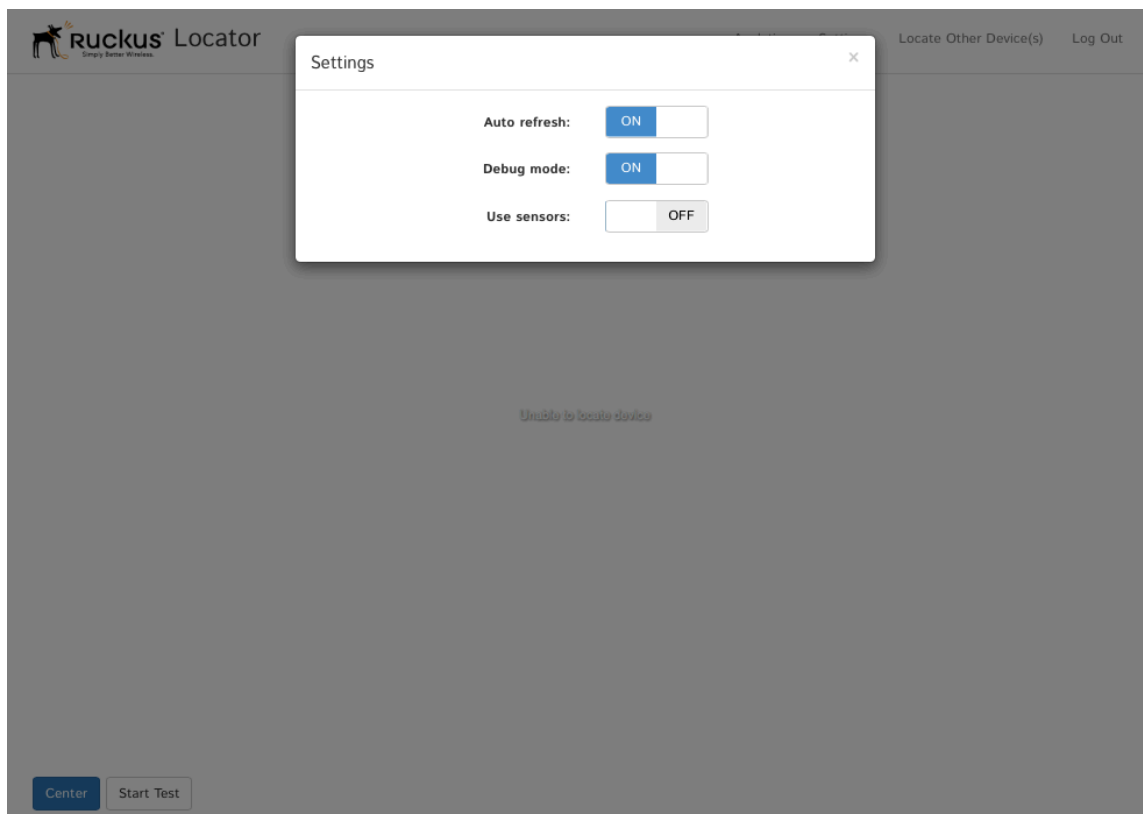 Ruckus Locator
Simply Better Wireless.
Locate Other Device(s) Log Out
Settings ×
Auto refresh: ON
Debug mode: ON
Use sensors: OFF
Unable to locate device
Center Start Test